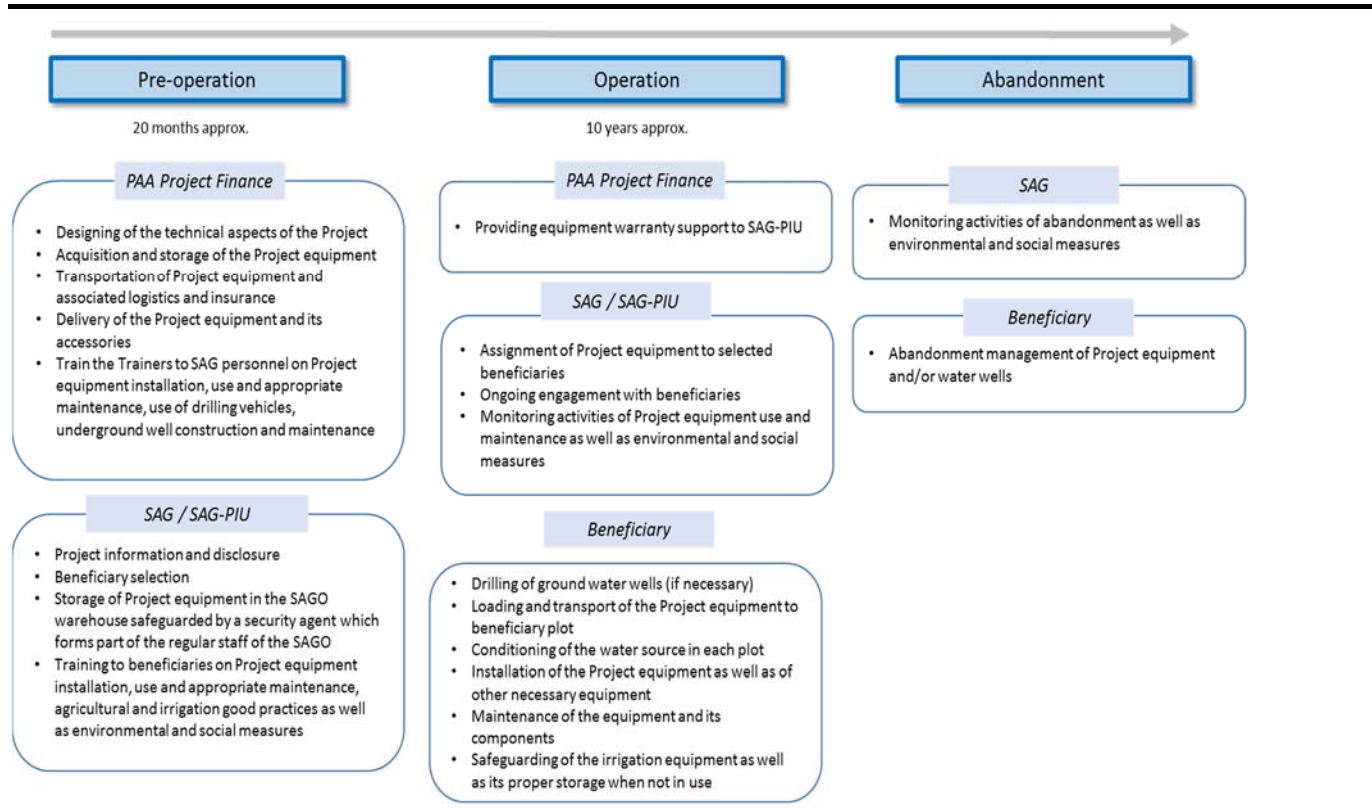 Pre-operation
20 months approx.
PAA Project Finance
• Designing of the technical aspects of the Project
• Acquisition and storage of the Project equipment
• Transportation of Project equipment and
associated logistics and insurance
• Delivery of the Project equipment and its
accessories
• Train the Trainers to SAG personnel on Project
equipment installation, use and appropriate
maintenance, use of drilling vehicles,
underground well construction and maintenance
SAG / SAG-PIU
• Project information and disclosure
• Beneficiary selection
• Storage of Project equipment in the SAGO
warehouse safeguarded by a security agent which
forms part of the regular staff of the SAGO
• Training to beneficiaries on Project equipment
installation, use and appropriate maintenance,
agricultural and irrigation good practices as well
as environmental and social measures
Operation
10 years approx.
PAA Project Finance
• Providing equipment warranty support to SAG-PIU
SAG / SAG-PIU
• Assignment of Project equipment to selected
beneficiaries
• Ongoing engagement with beneficiaries
• Monitoring activities of Project equipment use and
maintenance as well as environmental and social
measures
Beneficiary
• Drilling of ground water wells (if necessary)
• Loading and transport of the Project equipment to
beneficiary plot
• Conditioning of the water source in each plot
• Installation of the Project equipment as well as of
other necessary equipment
• Maintenance of the equipment and its
components
• Safeguarding of the irrigation equipment as well
as its proper storage when not in use
Abandonment
SAG
• Monitoring activities of abandonment as well as
environmental and social measures
Beneficiary
• Abandonment management of Project equipment
and/or water wells